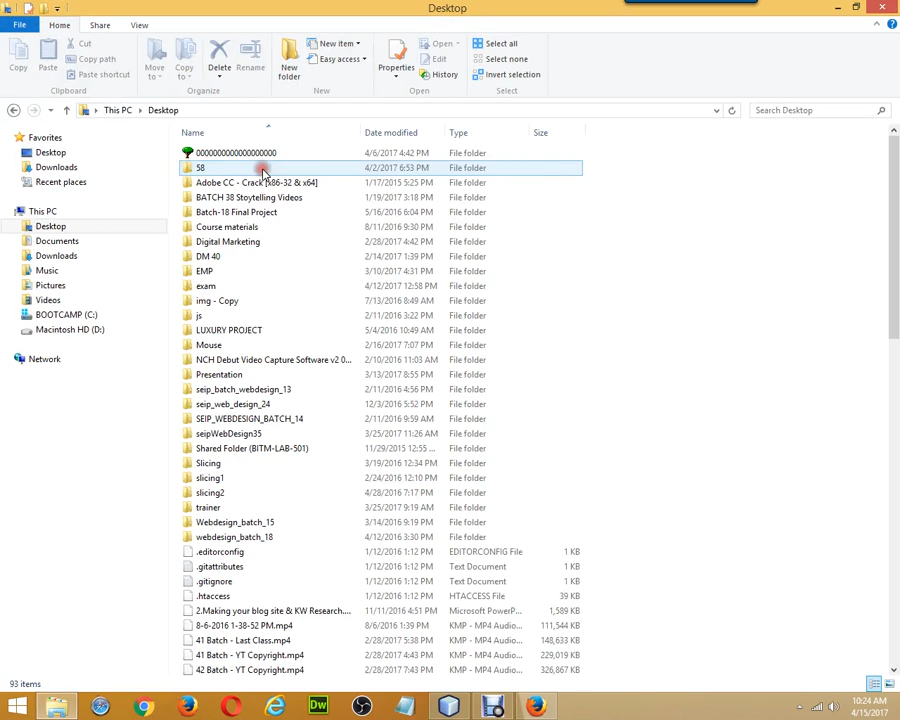 Desktop
File Home Share View
Copy Paste Cut Copy path Paste shortcut
Move to Copy to Delete Rename
New folder New item Easy access
Properties Open Edit History
Select all Select none Invert selection
Clipboard Organize New Open Select
This PC Desktop Search Desktop
Favorites
Desktop
Downloads
Recent places
This PC
Desktop
Documents
Downloads
Music
Pictures
Videos
BOOTCAMP (C:)
Macintosh HD (D:)
Network
Name Date modified Type Size
4/6/2017 4:42 PM File folder
58 4/2/2017 6:53 PM File folder
Adobe CC - Crack [x86-32 & x64] 1/17/2015 5:25 PM File folder
BATCH 38 Stoytelling Videos 1/19/2017 3:18 PM File folder
Batch-18 Final Project 5/16/2016 6:04 PM File folder
Course materials 8/11/2016 9:30 PM File folder
Digital Marketing 2/28/2017 4:42 PM File folder
DM 40 2/14/2017 1:39 PM File folder
EMP 3/10/2017 4:31 PM File folder
exam 4/12/2017 12:58 PM File folder
img - Copy 7/13/2016 8:49 AM File folder
js 2/11/2016 3:22 PM File folder
LUXURY PROJECT 5/4/2016 10:49 AM File folder
Mouse 2/16/2017 7:07 PM File folder
NCH Debut Video Capture Software v2 0... 2/10/2016 11:03 AM File folder
Presentation 3/13/2017 8:55 PM File folder
seip_batch_webdesign_13 2/11/2016 4:56 PM File folder
seip_web_design_24 12/3/2016 5:52 PM File folder
SEIP_WEBDESIGN_BATCH_14 2/11/2016 9:59 AM File folder
seipWebDesign35 3/25/2017 11:26 AM File folder
Shared Folder (BITM-LAB-501) 11/29/2015 12:55 ... File folder
Slicing 3/19/2016 12:34 PM File folder
slicing1 2/24/2016 12:10 PM File folder
slicing2 4/28/2016 7:17 PM File folder
trainer 3/25/2017 9:19 AM File folder
Webdesign_batch_15 3/14/2016 9:19 PM File folder
webdesign_batch_18 4/12/2016 3:30 PM File folder
.editorconfig 1/12/2016 1:12 PM EDITORCONFIG File 1 KB
.gitattributes 1/12/2016 1:12 PM Text Document 1 KB
.gitignore 1/12/2016 1:12 PM Text Document 1 KB
.htaccess 1/12/2016 1:12 PM HTACCESS File 39 KB
2.Making your blog site & KW Research.... 11/11/2016 4:51 PM Microsoft PowerP... 1,589 KB
8-6-2016 1-38-52 PM.mp4 8/6/2016 1:39 PM KMP - MP4 Audio... 111,544 KB
41 Batch - Last Class.mp4 2/28/2017 5:38 PM KMP - MP4 Audio... 148,633 KB
41 Batch - YT Copyright.mp4 2/28/2017 7:43 PM KMP - MP4 Audio... 229,019 KB
42 Batch - YT Copyright.mp4 2/28/2017 7:43 PM KMP - MP4 Audio... 326,867 KB
93 items
Dw
10:24 AM
4/15/2017